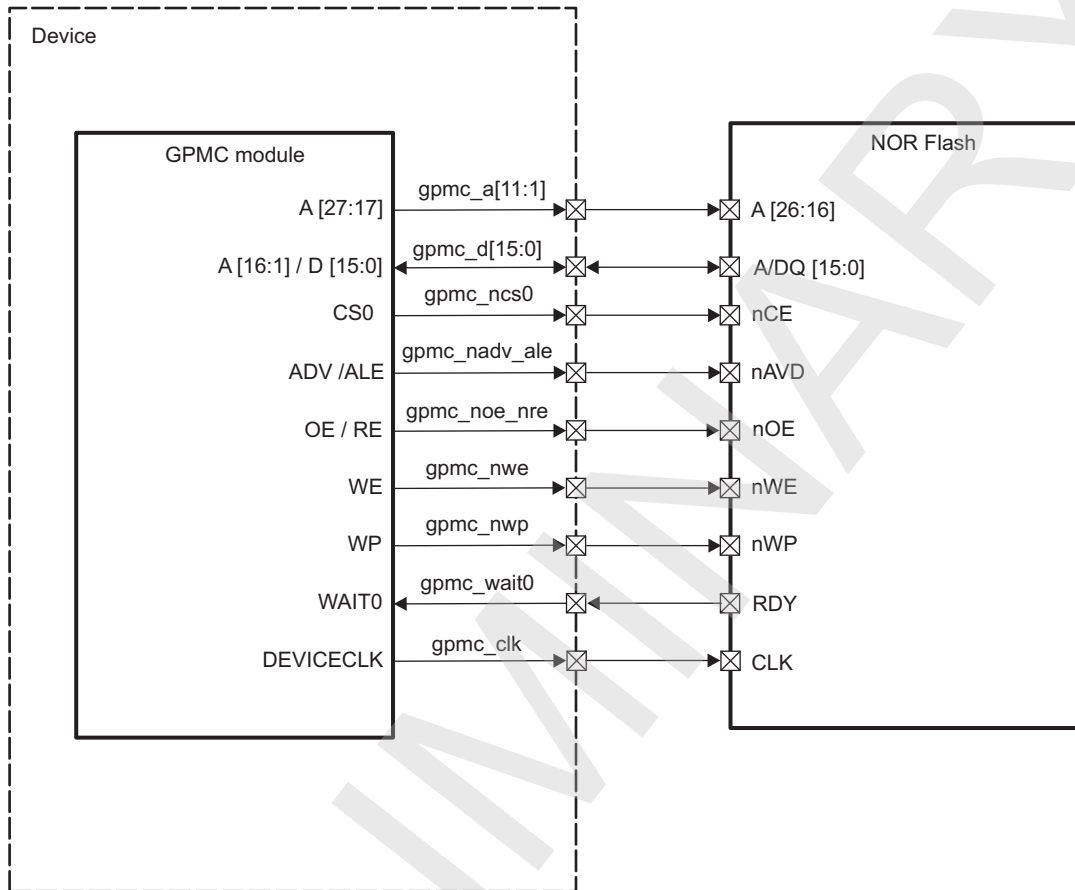 Device
GPMC module
NOR Flash
A [27:17]
gpmc_a[11:1]
A [26:16]
A [16:1] / D [15:0]
gpmc_d[15:0]
A/DQ [15:0]
CS0
gpmc_ncs0
nCE
ADV /ALE
gpmc_nadv_ale
nAVD
OE / RE
gpmc_noe_nre
nOE
WE
gpmc_nwe
nWE
WP
gpmc_nwp
nWP
WAIT0
gpmc_wait0
RDY
DEVICECLK
gpmc_clk
CLK
IMINARY